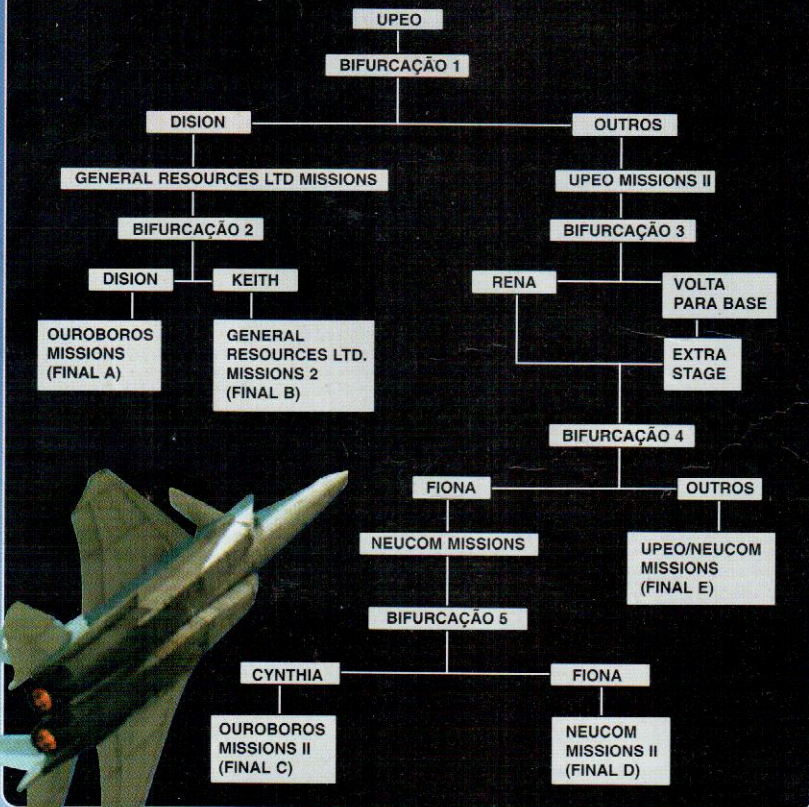 UPEO
BIFURCAÇÃO 1
DISION
OUTROS
GENERAL RESOURCES LTD MISSIONS
UPEO MISSIONS II
BIFURCAÇÃO 2
BIFURCAÇÃO 3
DISION
KEITH
RENA
VOLTA
PARA BASE
OUROBOROS
MISSIONS
(FINAL A)
GENERAL
RESOURCES LTD.
MISSIONS 2
(FINAL B)
EXTRA
STAGE
BIFURCAÇÃO 4
FIONA
OUTROS
NEUCOM MISSIONS
UPEO/NEUCOM
MISSIONS
(FINAL E)
BIFURCAÇÃO 5
CYNTHIA
FIONA
OUROBOROS
MISSIONS II
(FINAL C)
NEUCOM
MISSIONS II
(FINAL D)